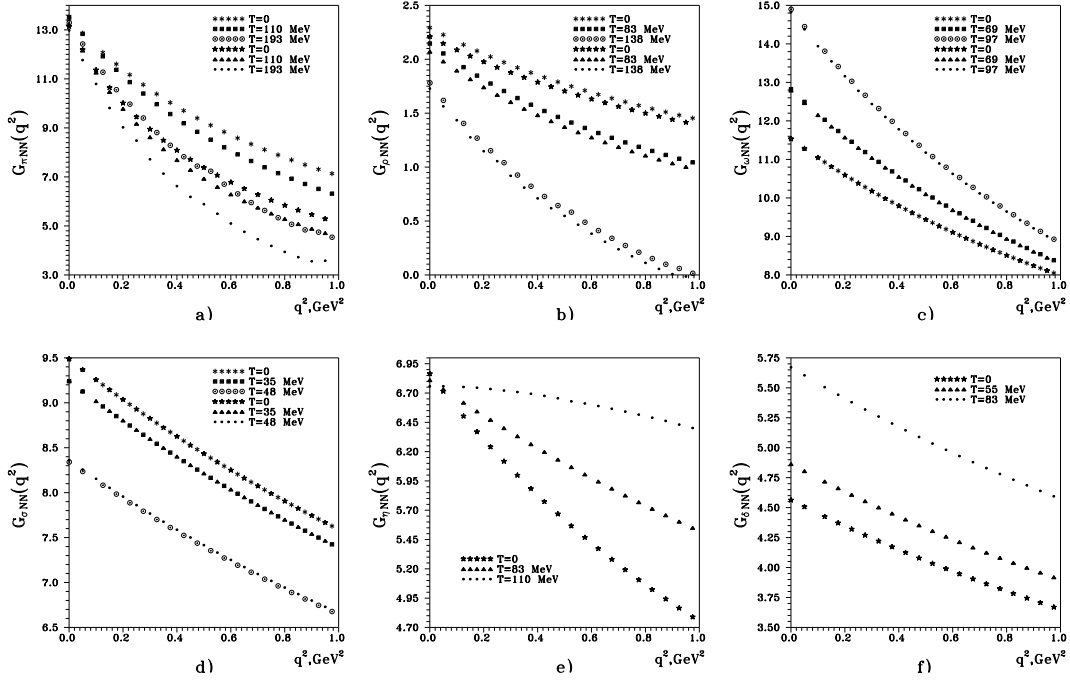 13.0
11.0
9.0
7.0
5.0
3.0
G_πNN(q²)
∗∗∗∗∗ T=0
■■■■■ T=110 MeV
⊙⊙⊙⊙⊙ T=193 MeV
★★★★★ T=0
▲▲▲▲▲ T=110 MeV
• • • • • T=193 MeV
0.0 0.2 0.4 0.6 0.8 1.0
q²,GeV²
a)
2.5
2.0
1.5
1.0
0.5
0.0
G_ρNN(q²)
∗∗∗∗∗ T=0
■■■■■ T=83 MeV
⊙⊙⊙⊙⊙ T=138 MeV
★★★★★ T=0
▲▲▲▲▲ T=83 MeV
• • • • • T=138 MeV
0.0 0.2 0.4 0.6 0.8 1.0
q²,GeV²
b)
15.0
14.0
13.0
12.0
11.0
10.0
9.0
8.0
G_ωNN(q²)
∗∗∗∗∗ T=0
■■■■■ T=69 MeV
⊙⊙⊙⊙⊙ T=97 MeV
★★★★★ T=0
▲▲▲▲▲ T=69 MeV
• • • • • T=97 MeV
0.0 0.2 0.4 0.6 0.8 1.0
q²,GeV²
c)
9.5
9.0
8.5
8.0
7.5
7.0
6.5
G_σNN(q²)
∗∗∗∗∗ T=0
■■■■■ T=35 MeV
⊙⊙⊙⊙⊙ T=48 MeV
★★★★★ T=0
▲▲▲▲▲ T=35 MeV
• • • • • T=48 MeV
0.0 0.2 0.4 0.6 0.8 1.0
q²,GeV²
d)
6.95
6.70
6.45
6.20
5.95
5.70
5.45
5.20
4.95
4.70
G_ηNN(q²)
★★★★★ T=0
▲▲▲▲▲ T=83 MeV
• • • • • T=110 MeV
0.0 0.2 0.4 0.6 0.8 1.0
q²,GeV²
e)
5.75
5.50
5.25
5.00
4.75
4.50
4.25
4.00
3.75
3.50
G_δNN(q²)
★★★★★ T=0
▲▲▲▲▲ T=55 MeV
• • • • • T=83 MeV
0.0 0.2 0.4 0.6 0.8 1.0
q²,GeV²
f)